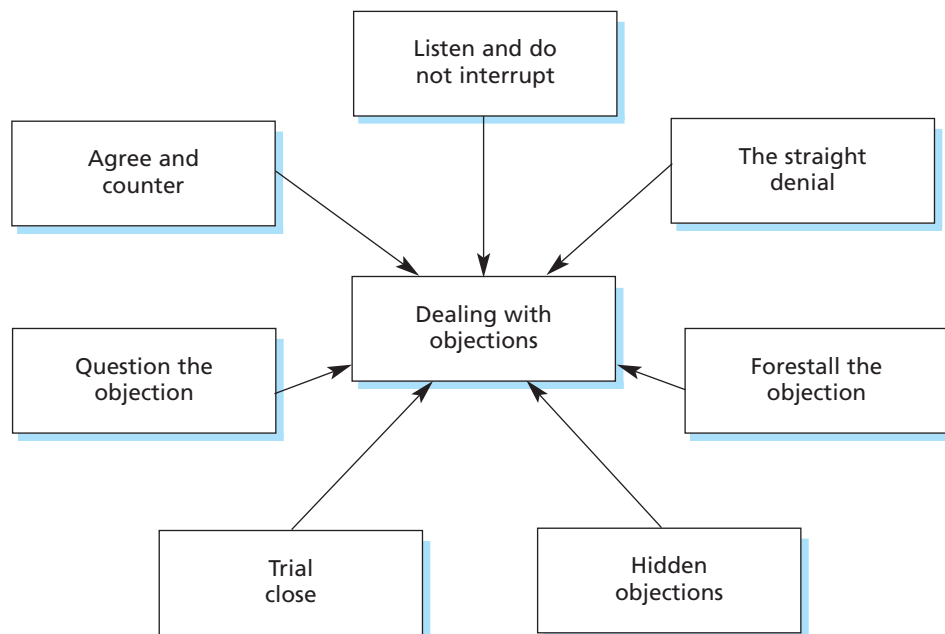 Listen and do
not interrupt
Agree and
counter
The straight
denial
Dealing with
objections
Question the
objection
Forestall the
objection
Trial
close
Hidden
objections